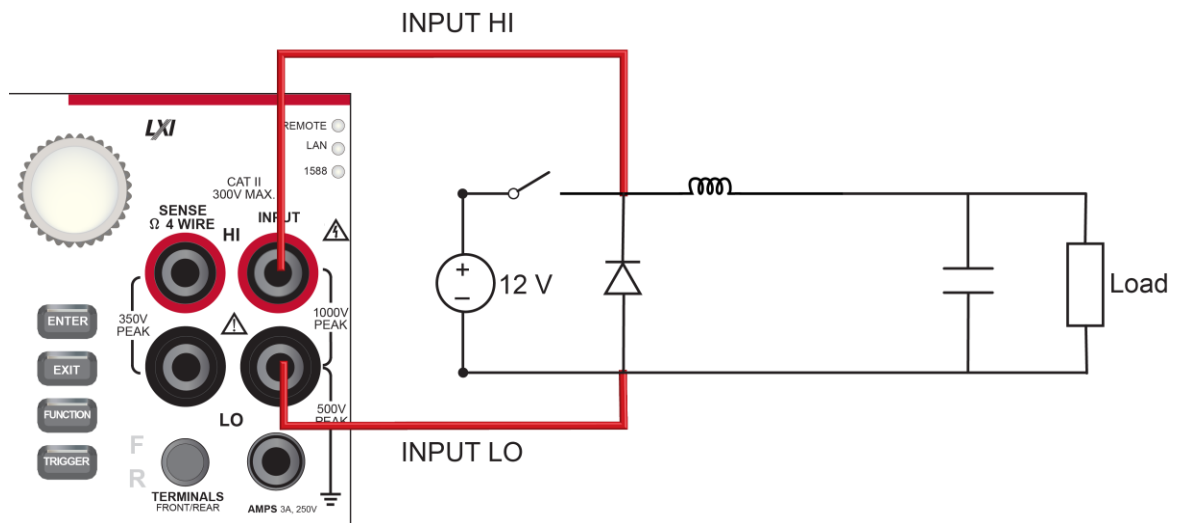 INPUT HI
LXI
REMOTE
LAN
1588
CAT II
300V MAX.
SENSE
Ω 4 WIRE
HI
INPUT
350V
PEAK
1000V
PEAK
ENTER
EXIT
FUNCTION
TRIGGER
LO
500V
PEAK
F
R
TERMINALS
FRONT/REAR
AMPS 3A, 250V
INPUT LO
+
−
12 V
Load